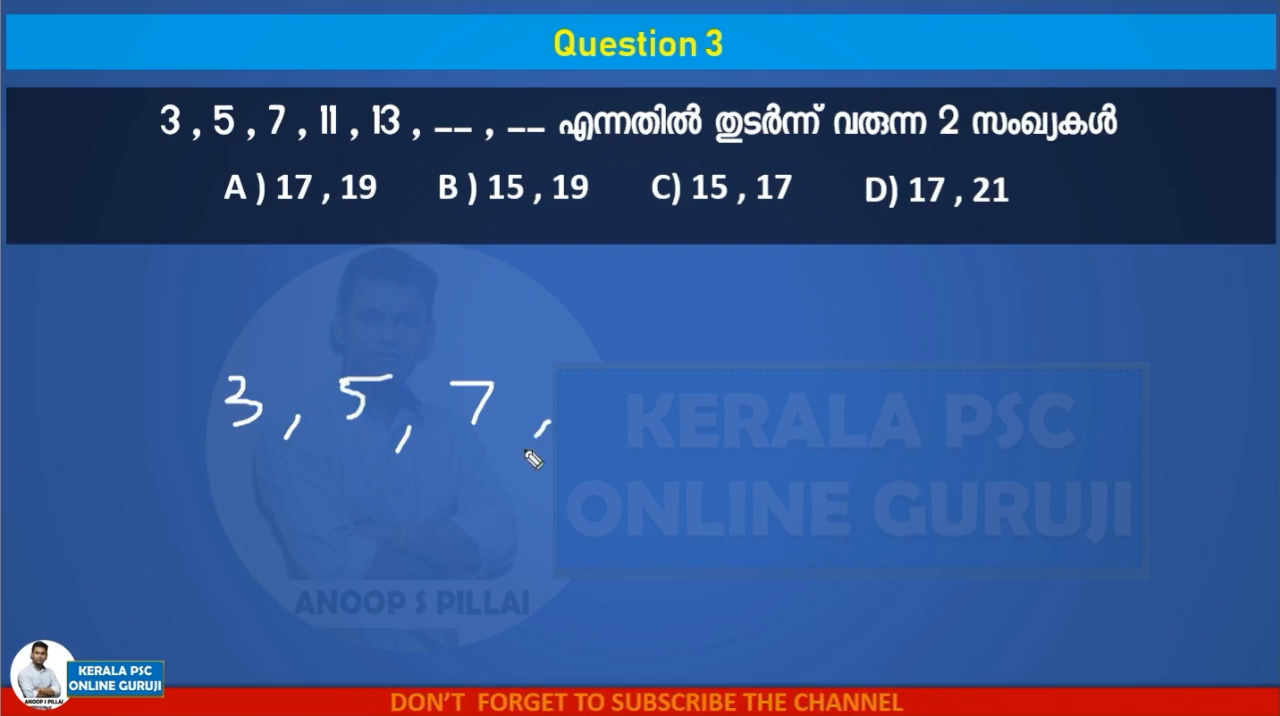 Question 3
3 , 5 , 7 , 11 , 13 , __ , __ എന്നതിൽ തുടർന്ന് വരുന്ന 2 സംഖ്യകൾ
A ) 17 , 19 B ) 15 , 19 C) 15 , 17 D) 17 , 21
3 , 5 , 7 ,
KERALA PSC
ONLINE GURUJI
ANOOP S PILLAI
KERALA PSC
ONLINE GURUJI
ANOOP S PILLAI
DON'T FORGET TO SUBSCRIBE THE CHANNEL